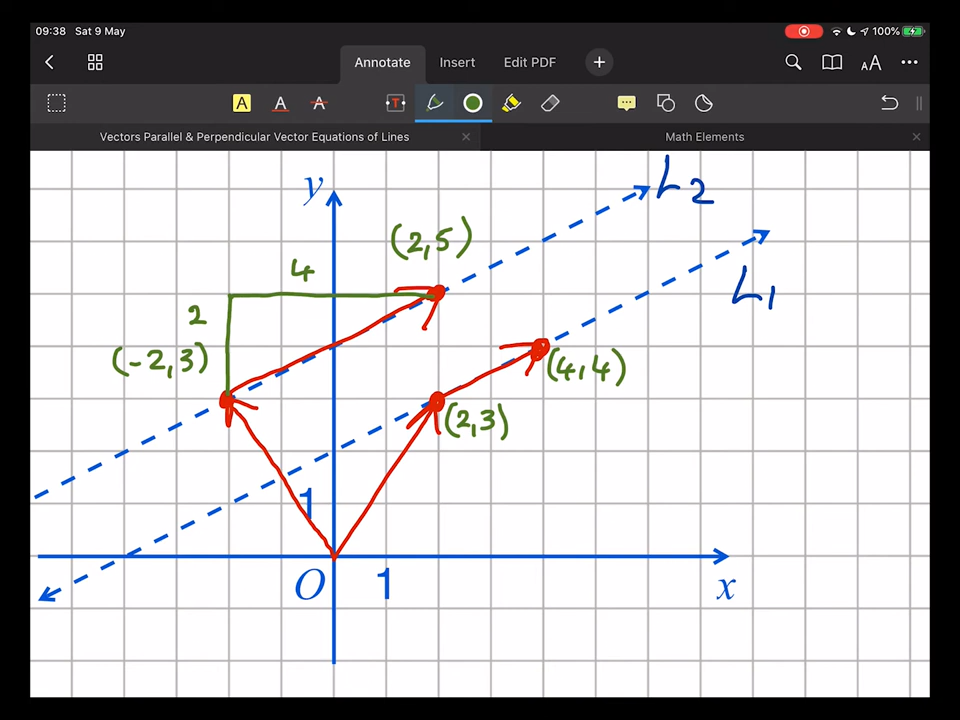 09:38 Sat 9 May 100%
Annotate Insert Edit PDF
AA
A A A T
Vectors Parallel & Perpendicular Vector Equations of Lines Math Elements
y
L2
(2,5)
4
L1
2
(-2,3)
(4,4)
(2,3)
1
O 1 x